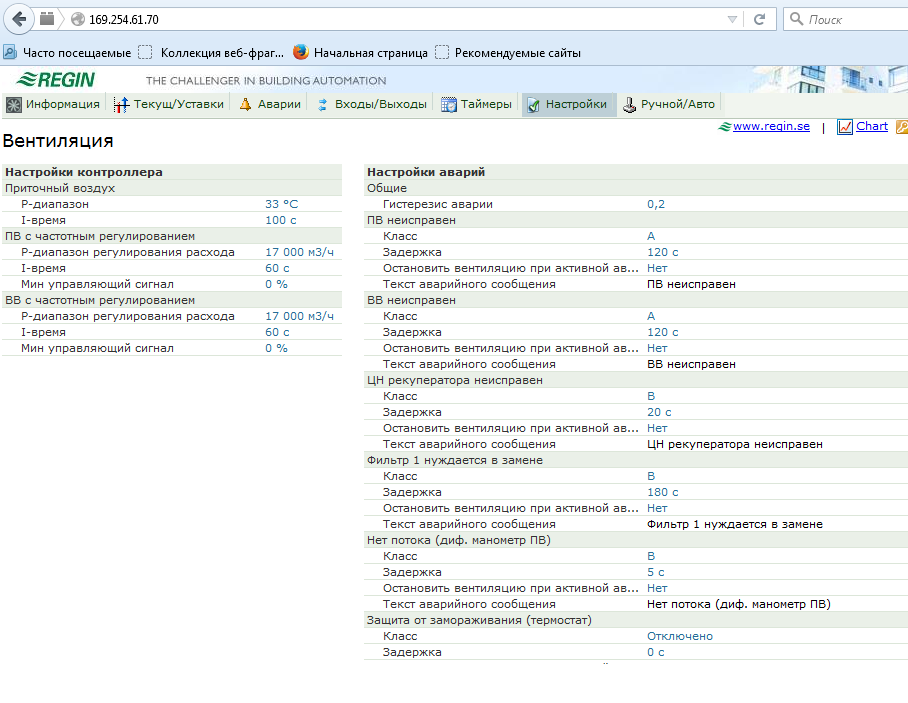 169.254.61.70
Поиск
Часто посещаемые Коллекция веб-фраг... Начальная страница Рекомендуемые сайты
REGIN THE CHALLENGER IN BUILDING AUTOMATION
Информация Текущ/Уставки Аварии Входы/Выходы Таймеры Настройки Ручной/Авто
www.regin.se | Chart
Вентиляция
Настройки контроллера
Приточный воздух
P-диапазон 33 °C
I-время 100 с
ПВ с частотным регулированием
P-диапазон регулирования расхода 17 000 м3/ч
I-время 60 с
Мин управляющий сигнал 0 %
ВВ с частотным регулированием
P-диапазон регулирования расхода 17 000 м3/ч
I-время 60 с
Мин управляющий сигнал 0 %
Настройки аварий
Общие
Гистерезис аварии 0,2
ПВ неисправен
Класс A
Задержка 120 с
Остановить вентиляцию при активной ав... Нет
Текст аварийного сообщения ПВ неисправен
ВВ неисправен
Класс A
Задержка 120 с
Остановить вентиляцию при активной ав... Нет
Текст аварийного сообщения ВВ неисправен
ЦН рекуператора неисправен
Класс B
Задержка 20 с
Остановить вентиляцию при активной ав... Нет
Текст аварийного сообщения ЦН рекуператора неисправен
Фильтр 1 нуждается в замене
Класс B
Задержка 180 с
Остановить вентиляцию при активной ав... Нет
Текст аварийного сообщения Фильтр 1 нуждается в замене
Нет потока (диф. манометр ПВ)
Класс B
Задержка 5 с
Остановить вентиляцию при активной ав... Нет
Текст аварийного сообщения Нет потока (диф. манометр ПВ)
Защита от замораживания (термостат)
Класс Отключено
Задержка 0 с